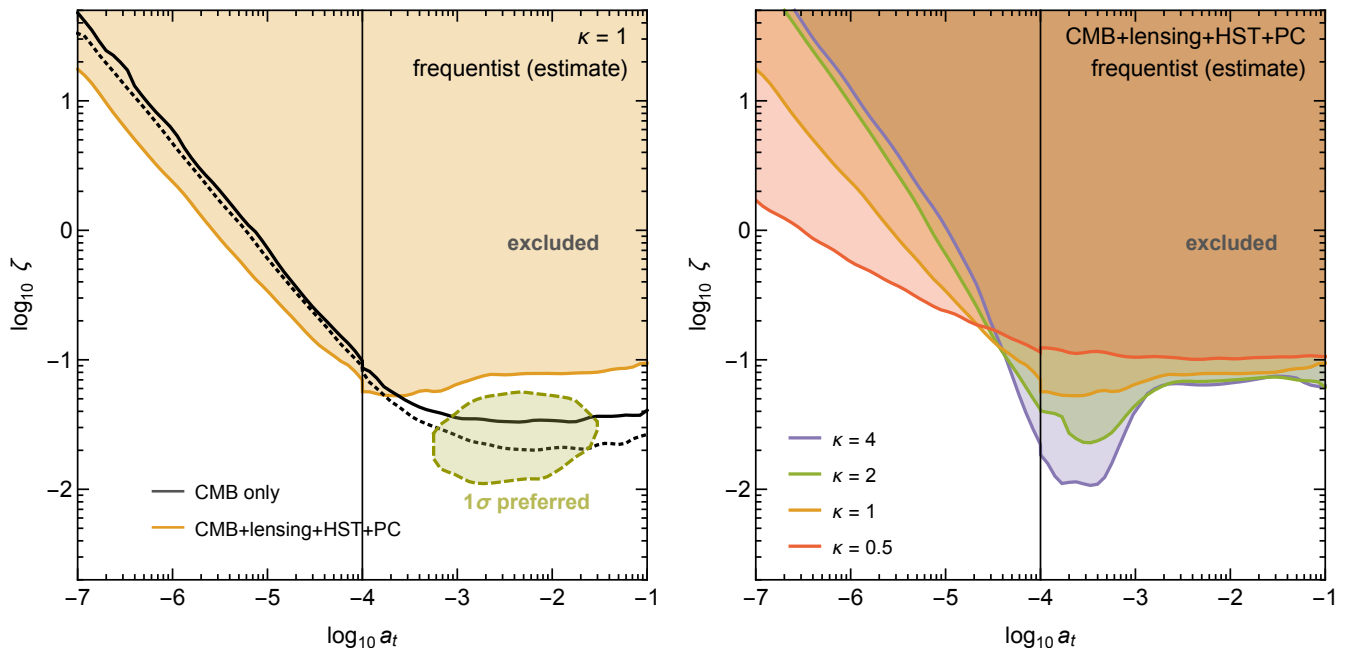 κ = 1
frequentist (estimate)
excluded
1σ preferred
CMB only
CMB+lensing+HST+PC
log₁₀ ζ
1
0
−1
−2
−7
−6
−5
−4
−3
−2
−1
log₁₀ aₜ
CMB+lensing+HST+PC
frequentist (estimate)
excluded
κ = 4
κ = 2
κ = 1
κ = 0.5
log₁₀ ζ
1
0
−1
−2
−7
−6
−5
−4
−3
−2
−1
log₁₀ aₜ